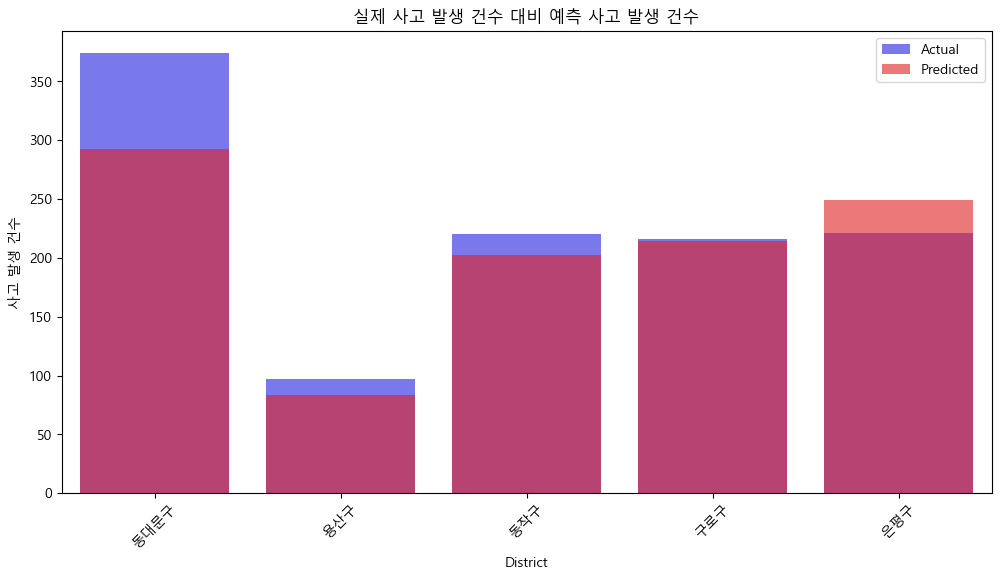 실제 사고 발생 건수 대비 예측 사고 발생 건수
Actual
Predicted
사고 발생 건수
350
300
250
200
150
100
50
0
동대문구
용산구
동작구
구로구
은평구
District